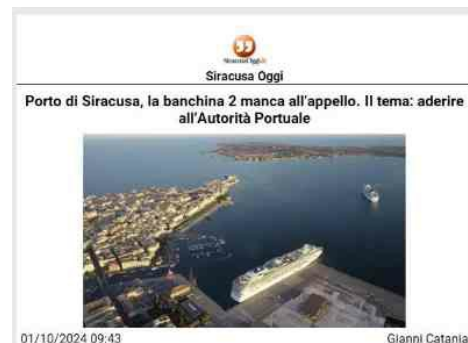 Siracusa Oggi
Porto di Siracusa, la banchina 2 manca all'appello. Il tema: aderire
all'Autorità Portuale
01/10/2024 09:43
Gianni Catania